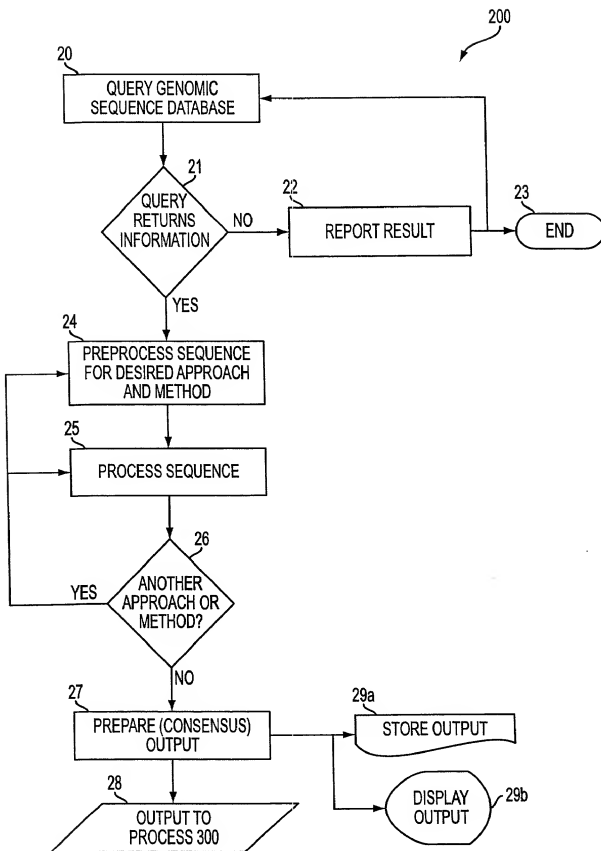 200
20
QUERY GENOMIC
SEQUENCE DATABASE
21
QUERY
RETURNS
INFORMATION
NO
22
REPORT RESULT
23
END
YES
24
PREPROCESS SEQUENCE
FOR DESIRED APPROACH
AND METHOD
25
PROCESS SEQUENCE
26
ANOTHER
APPROACH OR
METHOD?
YES
NO
27
PREPARE (CONSENSUS)
OUTPUT
29a
STORE OUTPUT
28
OUTPUT TO
PROCESS 300
DISPLAY
OUTPUT
29b